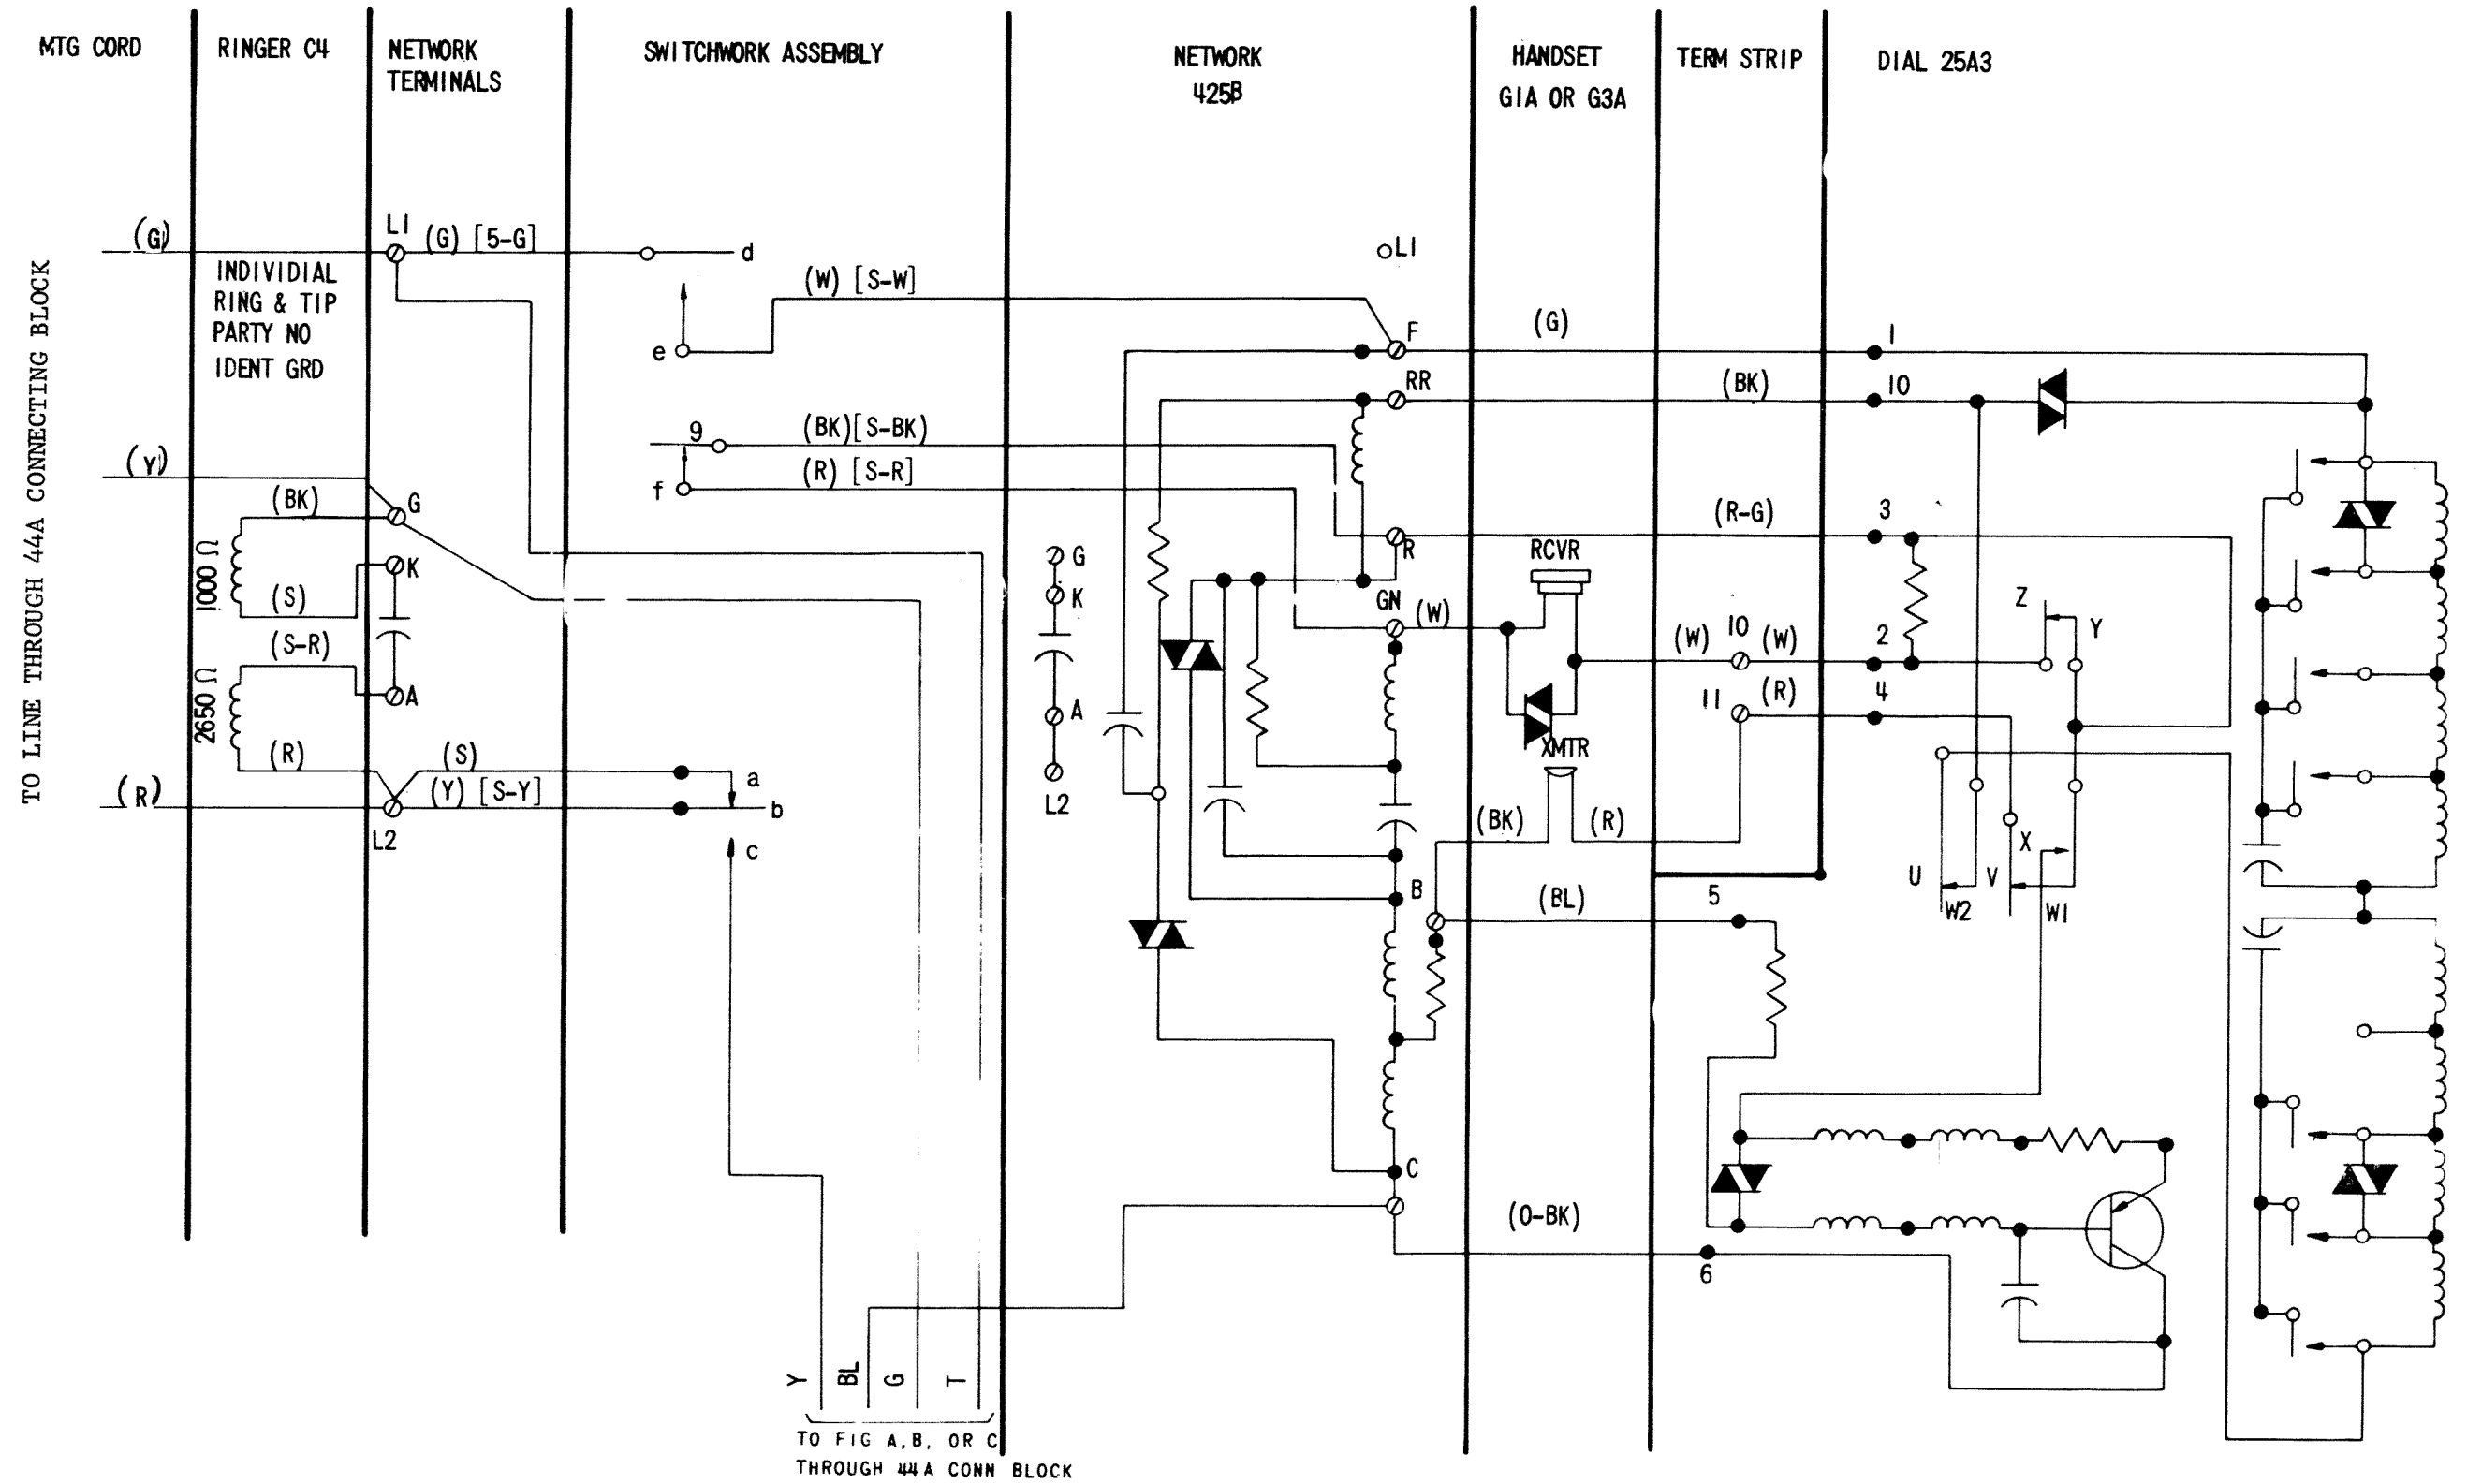 MTG CORD
RINGER C4
NETWORK
TERMINALS
SWITCHWORK ASSEMBLY
NETWORK
425B
HANDSET
G1A OR G3A
TERM STRIP
DIAL 25A3
TO LINE THROUGH 44A CONNECTING BLOCK
(G)
(Y)
(R)
INDIVIDIAL
RING & TIP
PARTY NO
IDENT GRD
(BK)
1000 Ω
(S)
(S-R)
2650 Ω
(R)
L1
(G) [5-G]
G
K
A
(S)
(Y) [S-Y]
L2
d
e
(W) [S-W]
9
(BK)[S-BK)
f
(R) [S-R]
a
b
c
Y
BL
G
T
TO FIG A,B, OR C
THROUGH 44A CONN BLOCK
L1
F
RR
R
GN
G
K
A
L2
B
C
(G)
(W)
RCVR
XMTR
(BK)
(R)
(BL)
(O-BK)
(BK)
(R-G)
(W) 10 (W)
11 (R)
5
6
1
10
3
2
4
Z
Y
X
U
V
W2
W1